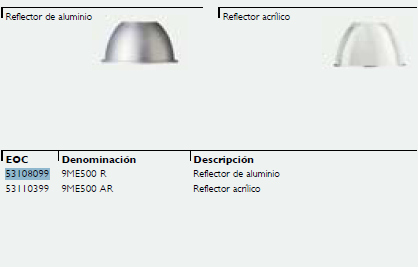 Reflector de aluminio
Reflector acrílico
EOC Denominación Descripción
53108099 9ME500 R Reflector de aluminio
53110399 9ME500 AR Reflector acrílico